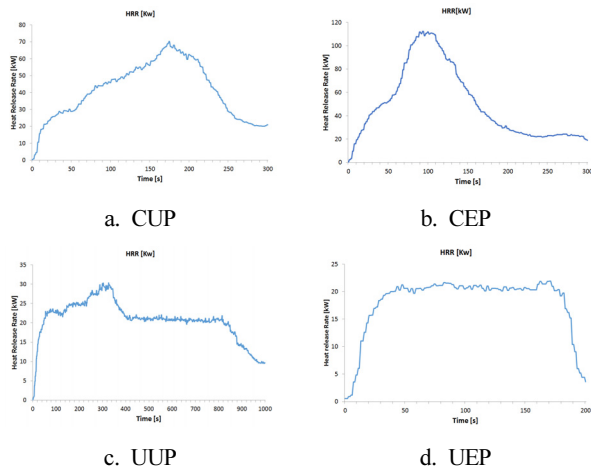 HRR [Kw]
Heat Release Rate [kW]
80
70
60
50
40
30
20
10
0
0 50 100 150 200 250 300
Time [s]
a. CUP
HRR[kW]
Heat Release Rate [kW]
120
100
80
60
40
20
0
0 50 100 150 200 250 300
Time [s]
b. CEP
HRR [Kw]
Heat Release Rate [kW]
35
30
25
20
15
10
5
0
0 100 200 300 400 500 600 700 800 900 1000
Time [s]
c. UUP
HRR [Kw]
Heat release Rate [kW]
25
20
15
10
5
0
0 50 100 150 200
Time [s]
d. UEP